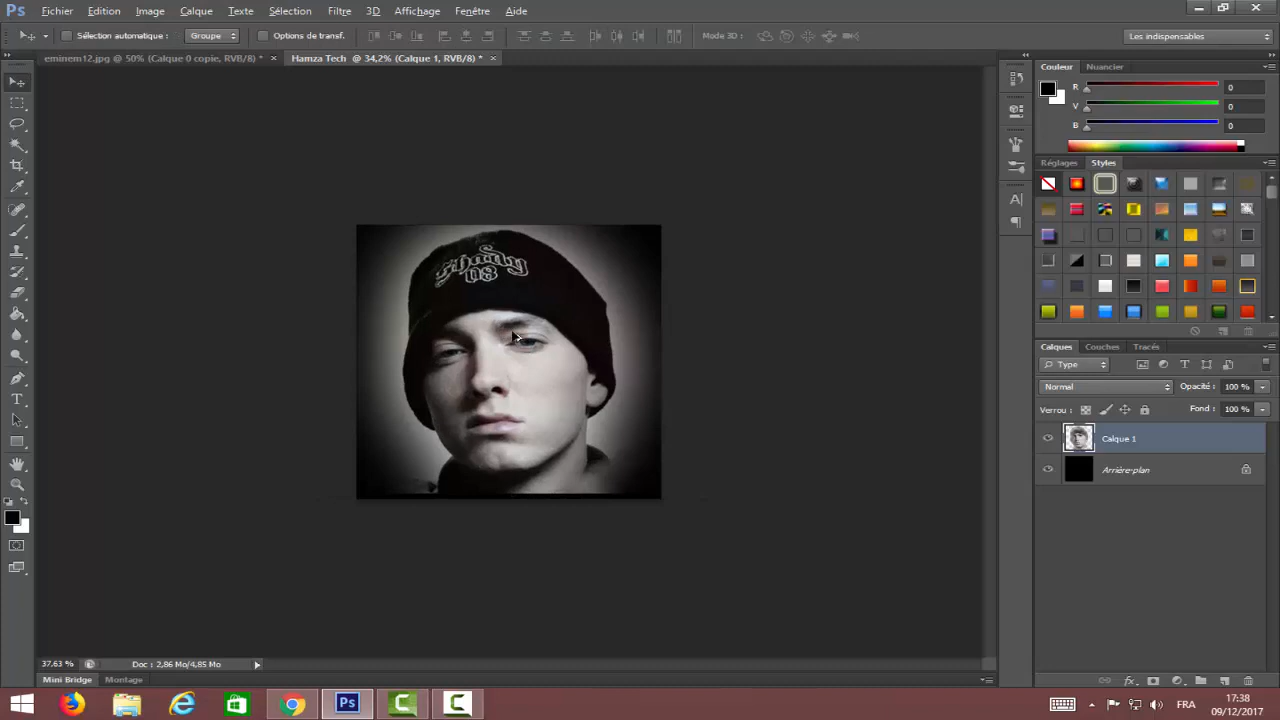 Ps Fichier Edition Image Calque Texte Sélection Filtre 3D Affichage Fenêtre Aide
Sélection automatique : Groupe Options de transf. Mode 3D : Les indispensables
eminem12.jpg @ 50% (Calque 0 copie, RVB/8) * × Hamza Tech @ 34,2% (Calque 1, RVB/8) * ×
Couleur Nuancier
R 0
V 0
B 0
Réglages Styles
Shady
03
Calques Couches Tracés
Type
Normal Opacité : 100 %
Verrou : Fond : 100 %
Calque 1
Arrière-plan
37,63 % Doc : 2,86 Mo/4,85 Mo
Mini Bridge Montage
Ps FRA 17:38
09/12/2017